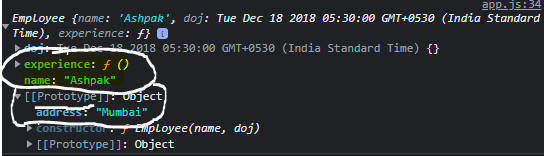 app.js:34
Employee {name: 'Ashpak', doj: Tue Dec 18 2018 05:30:00 GMT+0530 (India Standard
Time), experience: ƒ} i
doj: Tue Dec 18 2018 05:30:00 GMT+0530 (India Standard Time) {}
experience: ƒ ()
name: "Ashpak"
[[Prototype]]: Object
address: "Mumbai"
constructor: ƒ Employee(name, doj)
[[Prototype]]: Object